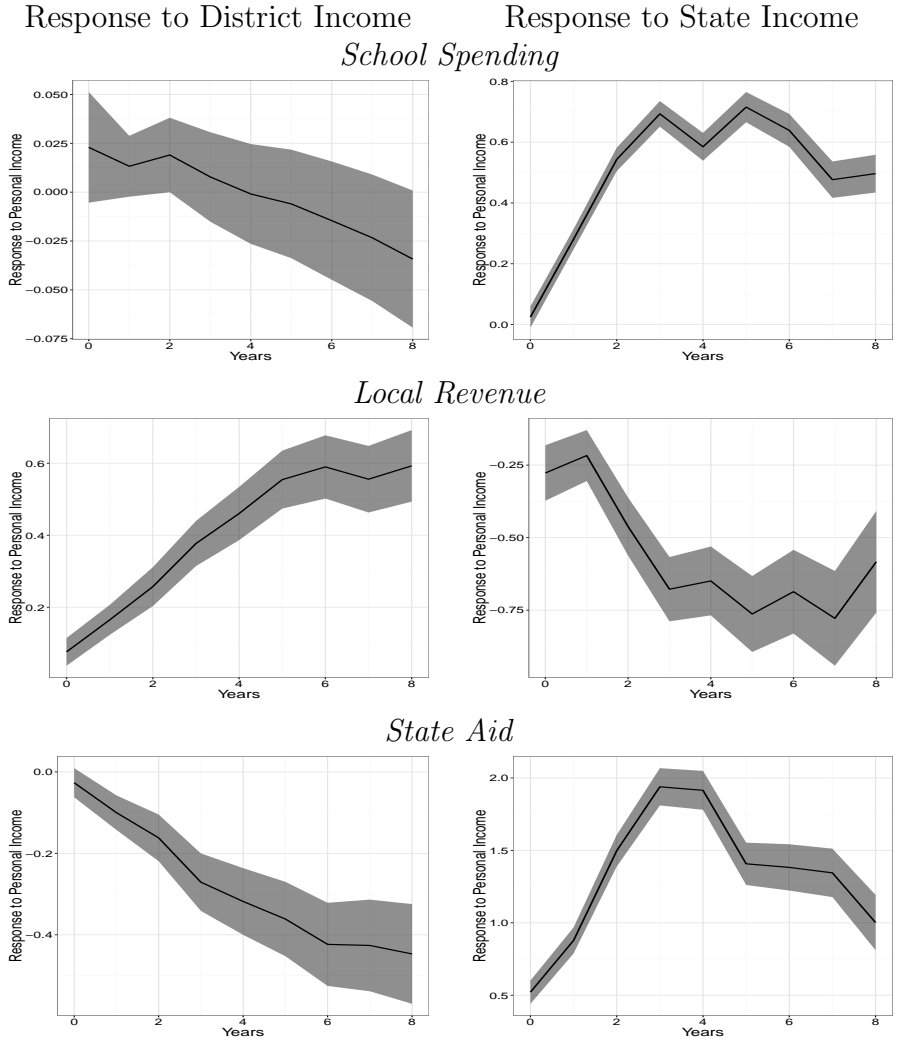 Response to District Income
Response to State Income
School Spending
Response to Personal Income
0.050
0.025
0.000
−0.025
−0.050
−0.075
0 2 4 6 8
Years
Response to Personal Income
0.8
0.6
0.4
0.2
0.0
0 2 4 6 8
Years
Local Revenue
Response to Personal Income
0.6
0.4
0.2
0 2 4 6 8
Years
Response to Personal Income
−0.25
−0.50
−0.75
0 2 4 6 8
Years
State Aid
Response to Personal Income
0.0
−0.2
−0.4
0 2 4 6 8
Years
Response to Personal Income
2.0
1.5
1.0
0.5
0 2 4 6 8
Years